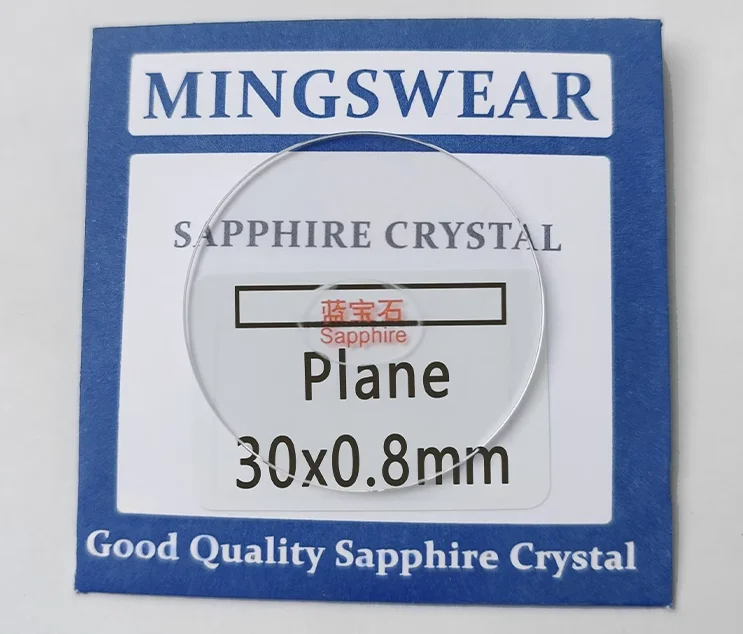 MINGSWEAR
SAPPHIRE CRYSTAL
蓝宝石
Sapphire
Plane
30x0.8mm
Good Quality Sapphire Crystal